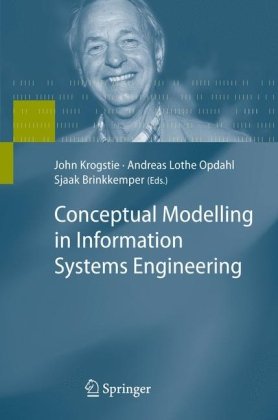 John Krogstie · Andreas Lothe Opdahl
Sjaak Brinkkemper (Eds.)
Conceptual Modelling
in Information
Systems Engineering
Springer